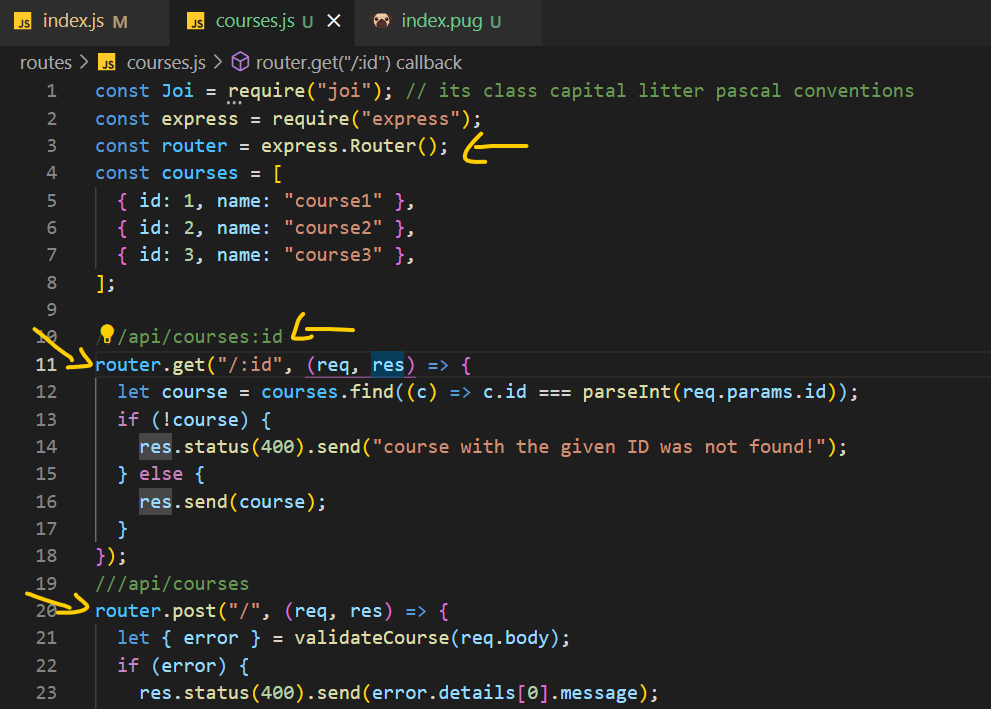 JS index.js M JS courses.js U × index.pug U
routes > JS courses.js > router.get("/:id") callback
1 const Joi = require("joi"); // its class capital litter pascal conventions
2 const express = require("express");
3 const router = express.Router();
4 const courses = [
5 { id: 1, name: "course1" },
6 { id: 2, name: "course2" },
7 { id: 3, name: "course3" },
8 ];
9
10 /api/courses:id
11 router.get("/:id", (req, res) => {
12 let course = courses.find((c) => c.id === parseInt(req.params.id));
13 if (!course) {
14 res.status(400).send("course with the given ID was not found!");
15 } else {
16 res.send(course);
17 }
18 });
19 ///api/courses
20 router.post("/", (req, res) => {
21 let { error } = validateCourse(req.body);
22 if (error) {
23 res.status(400).send(error.details[0].message);